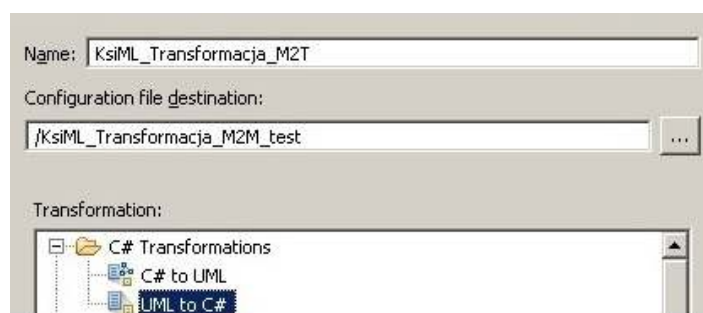 Name: KsiML_Transformacja_M2T
Configuration file destination:
/KsiML_Transformacja_M2M_test
...
Transformation:
C# Transformations
C# to UML
UML to C#